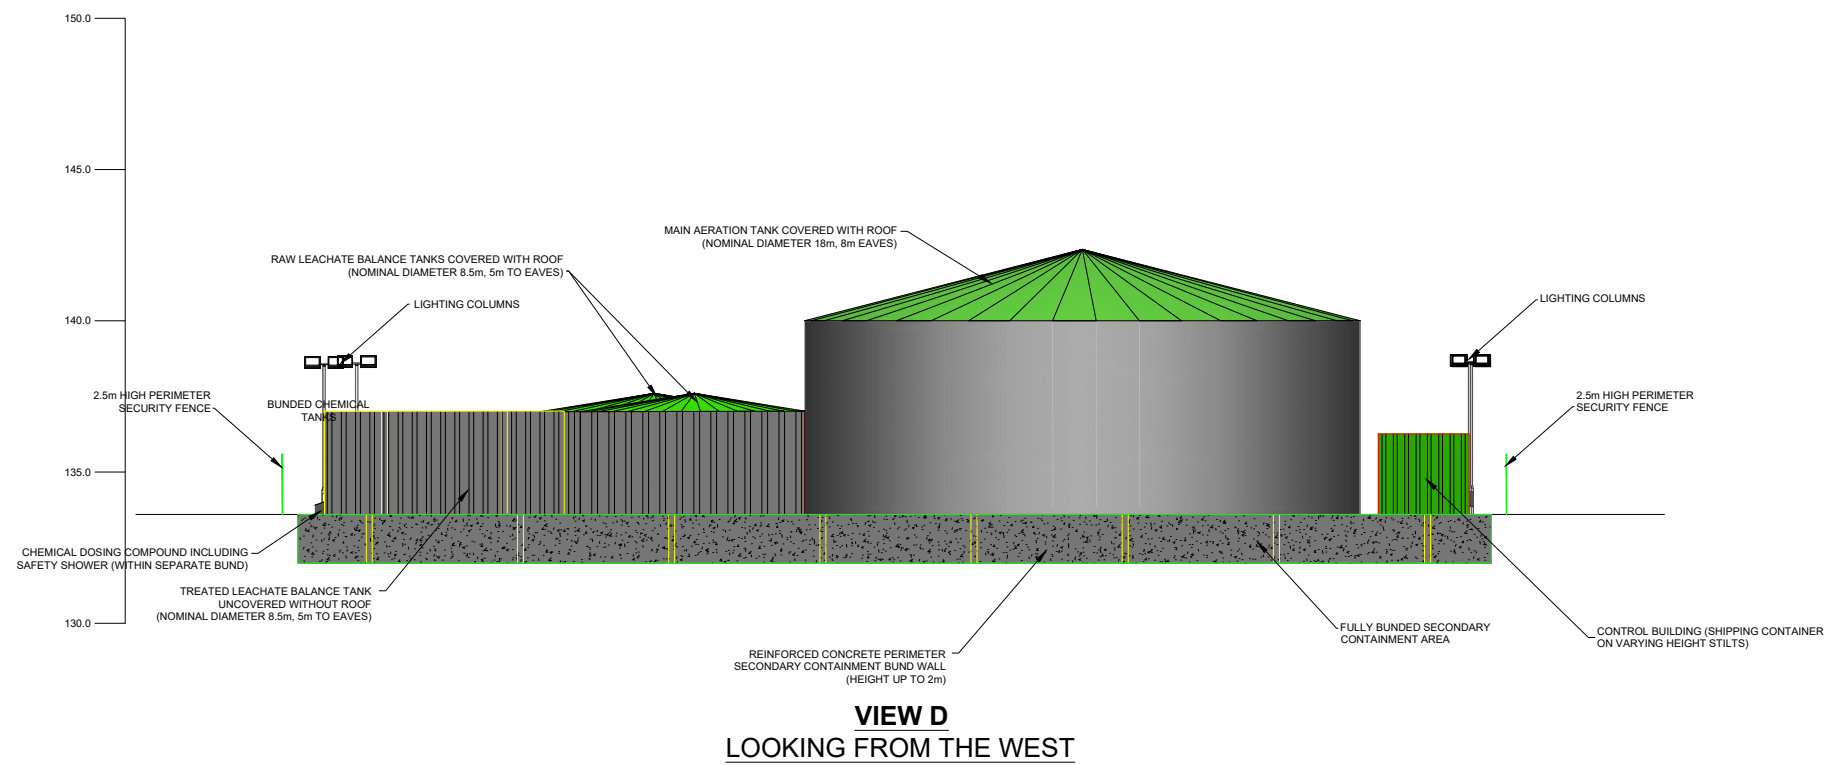 150.0
145.0
140.0
135.0
130.0
MAIN AERATION TANK COVERED WITH ROOF
(NOMINAL DIAMETER 18m, 8m EAVES)
RAW LEACHATE BALANCE TANKS COVERED WITH ROOF
(NOMINAL DIAMETER 8.5m, 5m TO EAVES)
LIGHTING COLUMNS
LIGHTING COLUMNS
2.5m HIGH PERIMETER
SECURITY FENCE
BUNDED CHEMICAL
TANKS
2.5m HIGH PERIMETER
SECURITY FENCE
CHEMICAL DOSING COMPOUND INCLUDING
SAFETY SHOWER (WITHIN SEPARATE BUND)
TREATED LEACHATE BALANCE TANK
UNCOVERED WITHOUT ROOF
(NOMINAL DIAMETER 8.5m, 5m TO EAVES)
REINFORCED CONCRETE PERIMETER
SECONDARY CONTAINMENT BUND WALL
(HEIGHT UP TO 2m)
FULLY BUNDED SECONDARY
CONTAINMENT AREA
CONTROL BUILDING (SHIPPING CONTAINER
ON VARYING HEIGHT STILTS)
VIEW D
LOOKING FROM THE WEST